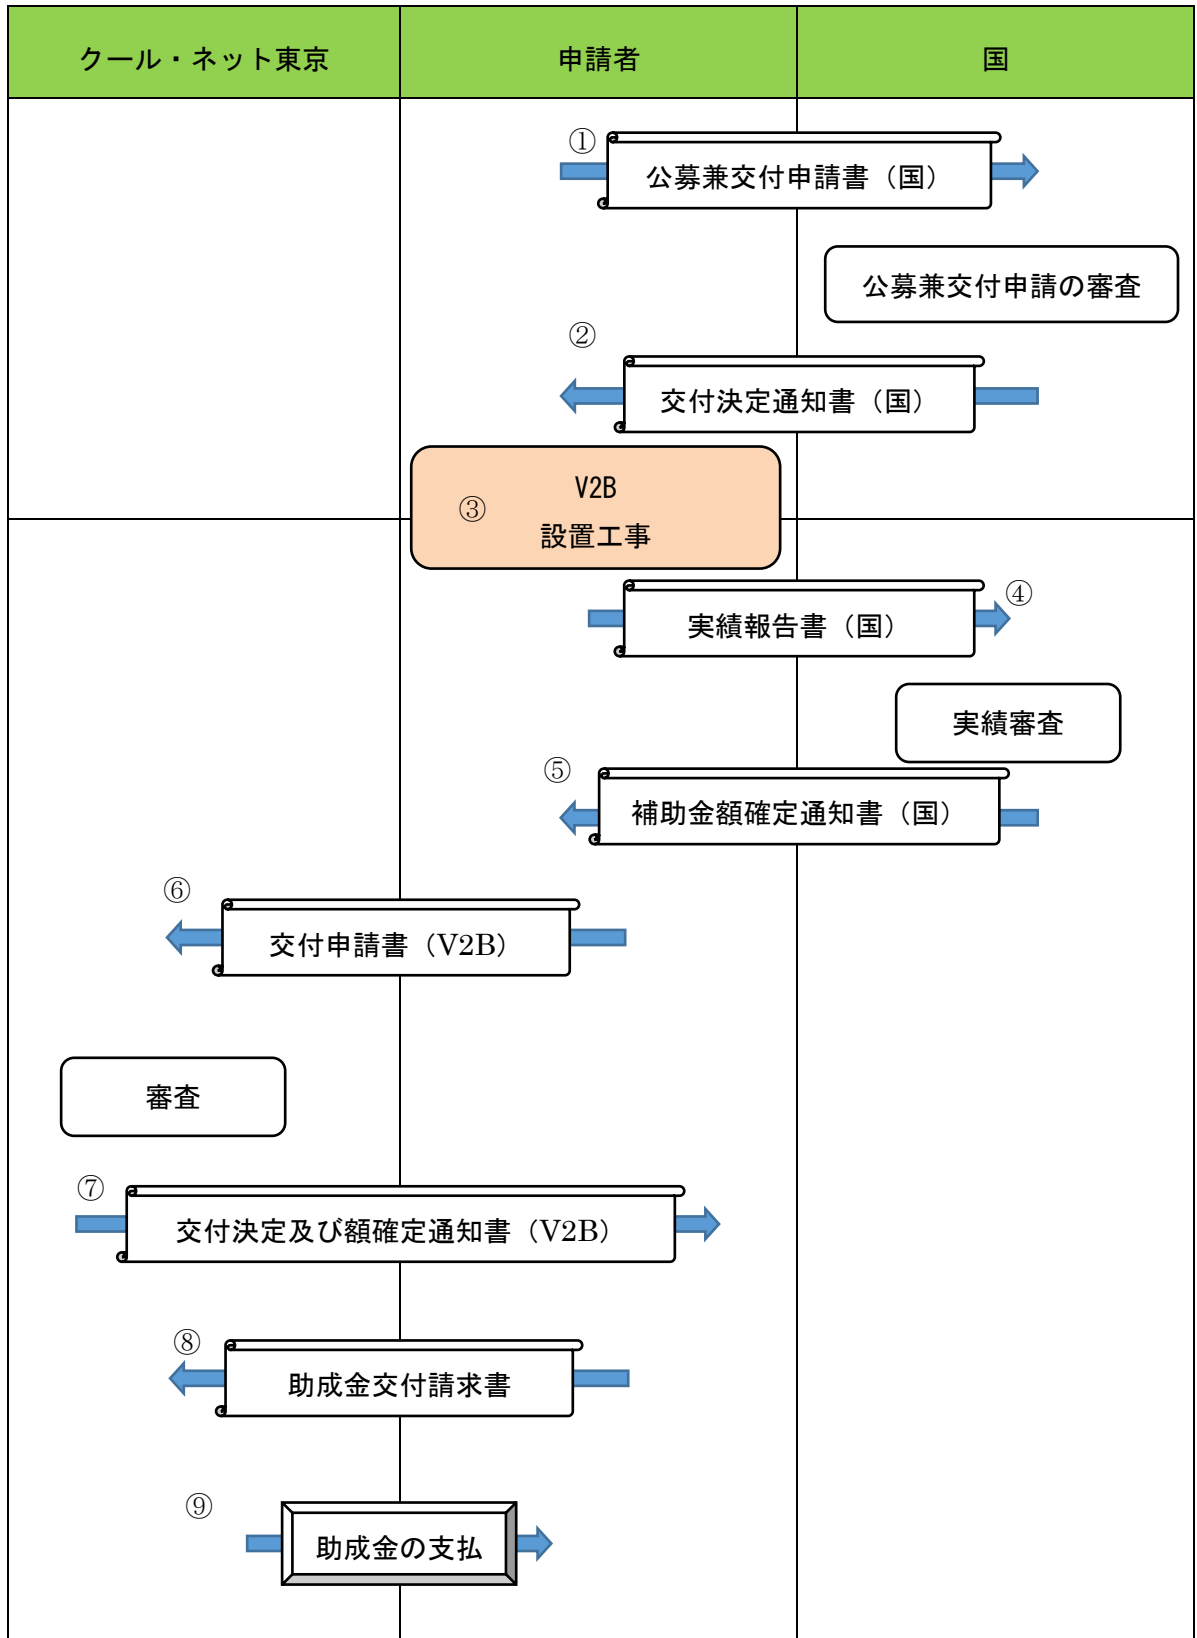 クール・ネット東京
申請者
国
①
公募兼交付申請書（国）
公募兼交付申請の審査
②
交付決定通知書（国）
③
V2B
設置工事
④
実績報告書（国）
実績審査
⑤
補助金額確定通知書（国）
⑥
交付申請書（V2B）
審査
⑦
交付決定及び額確定通知書（V2B）
⑧
助成金交付請求書
⑨
助成金の支払